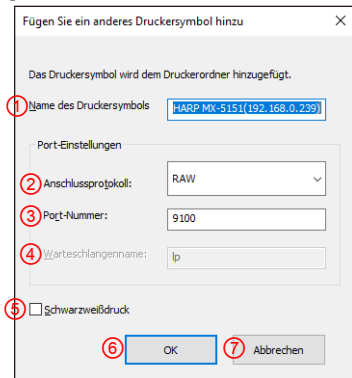 Fügen Sie ein anderes Druckersymbol hinzu
Das Druckersymbol wird dem Druckerordner hinzugefügt.
① Name des Druckersymbols HARP MX-5151(192.168.0.239)
Port-Einstellungen
② Anschlussprotokoll: RAW
③ Port-Nummer: 9100
④ Warteschlangenname: lp
⑤ Schwarzweißdruck
⑥ OK ⑦ Abbrechen